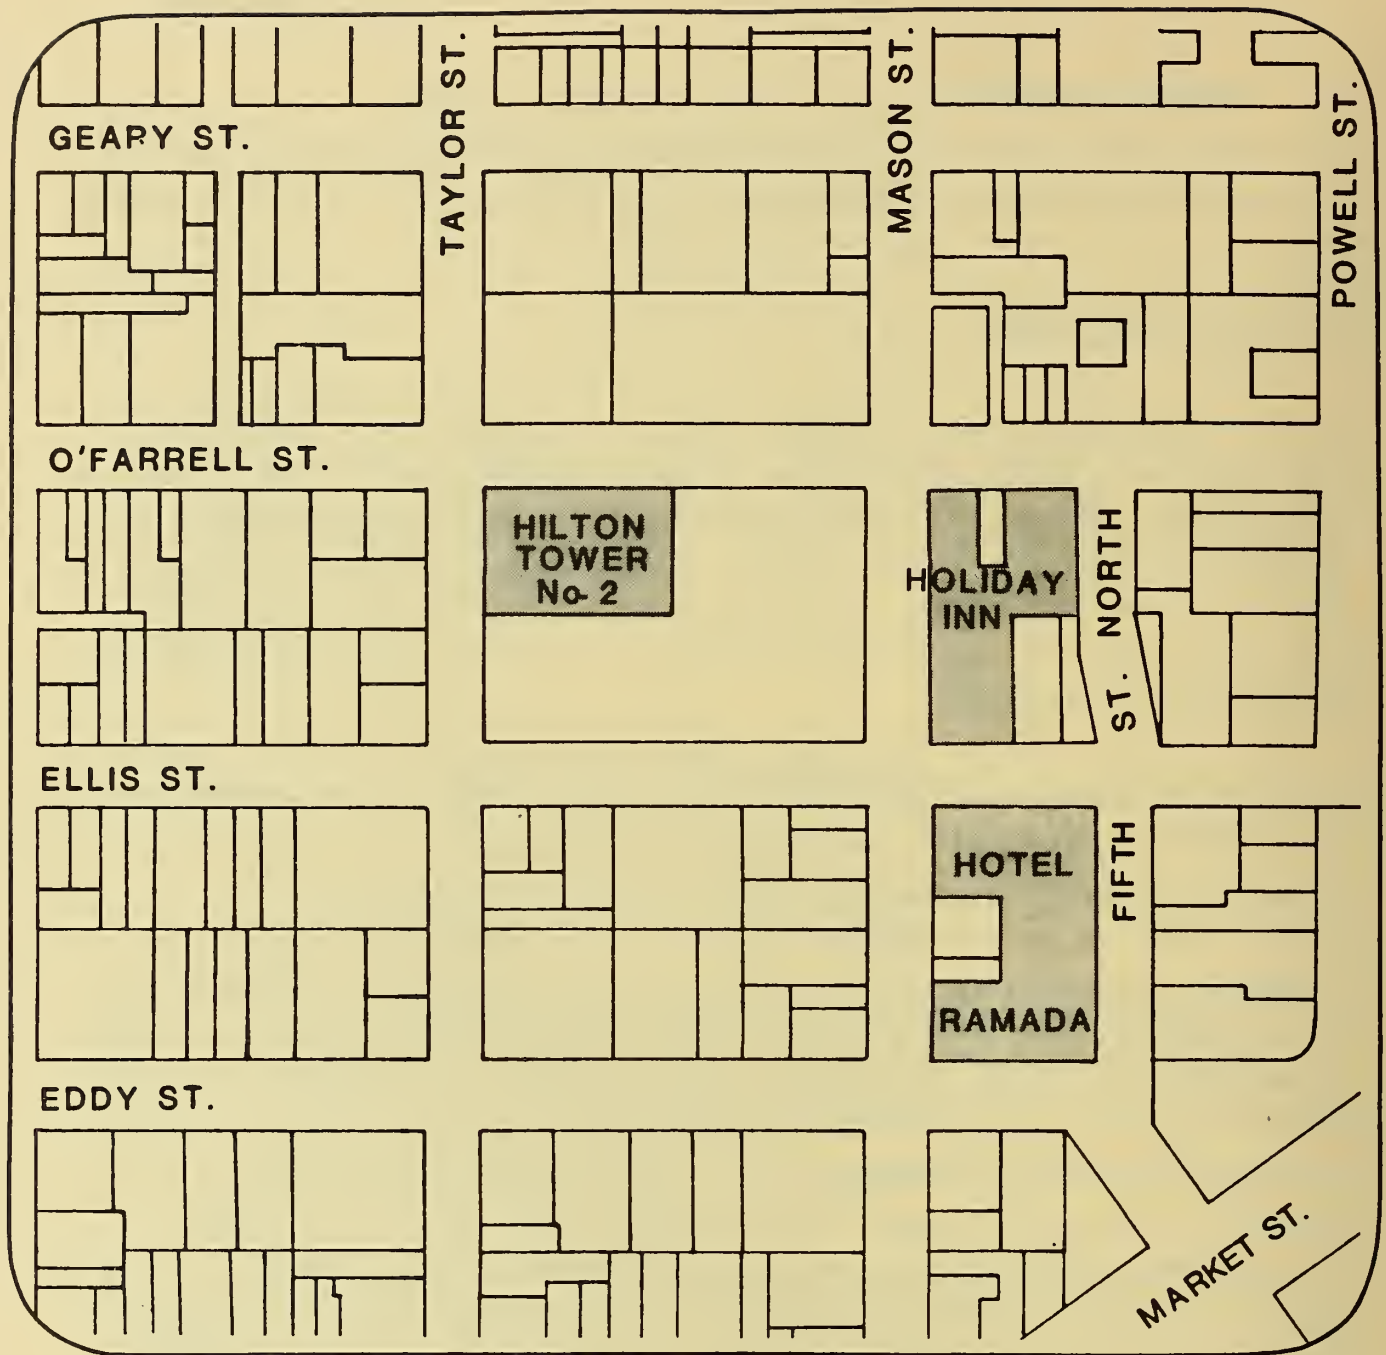 TAYLOR ST.
MASON ST.
POWELL ST.
GEARY ST.
O'FARRELL ST.
HILTON
TOWER
No. 2
HOLIDAY
INN
FIFTH ST. NORTH
ELLIS ST.
HOTEL
RAMADA
EDDY ST.
MARKET ST.